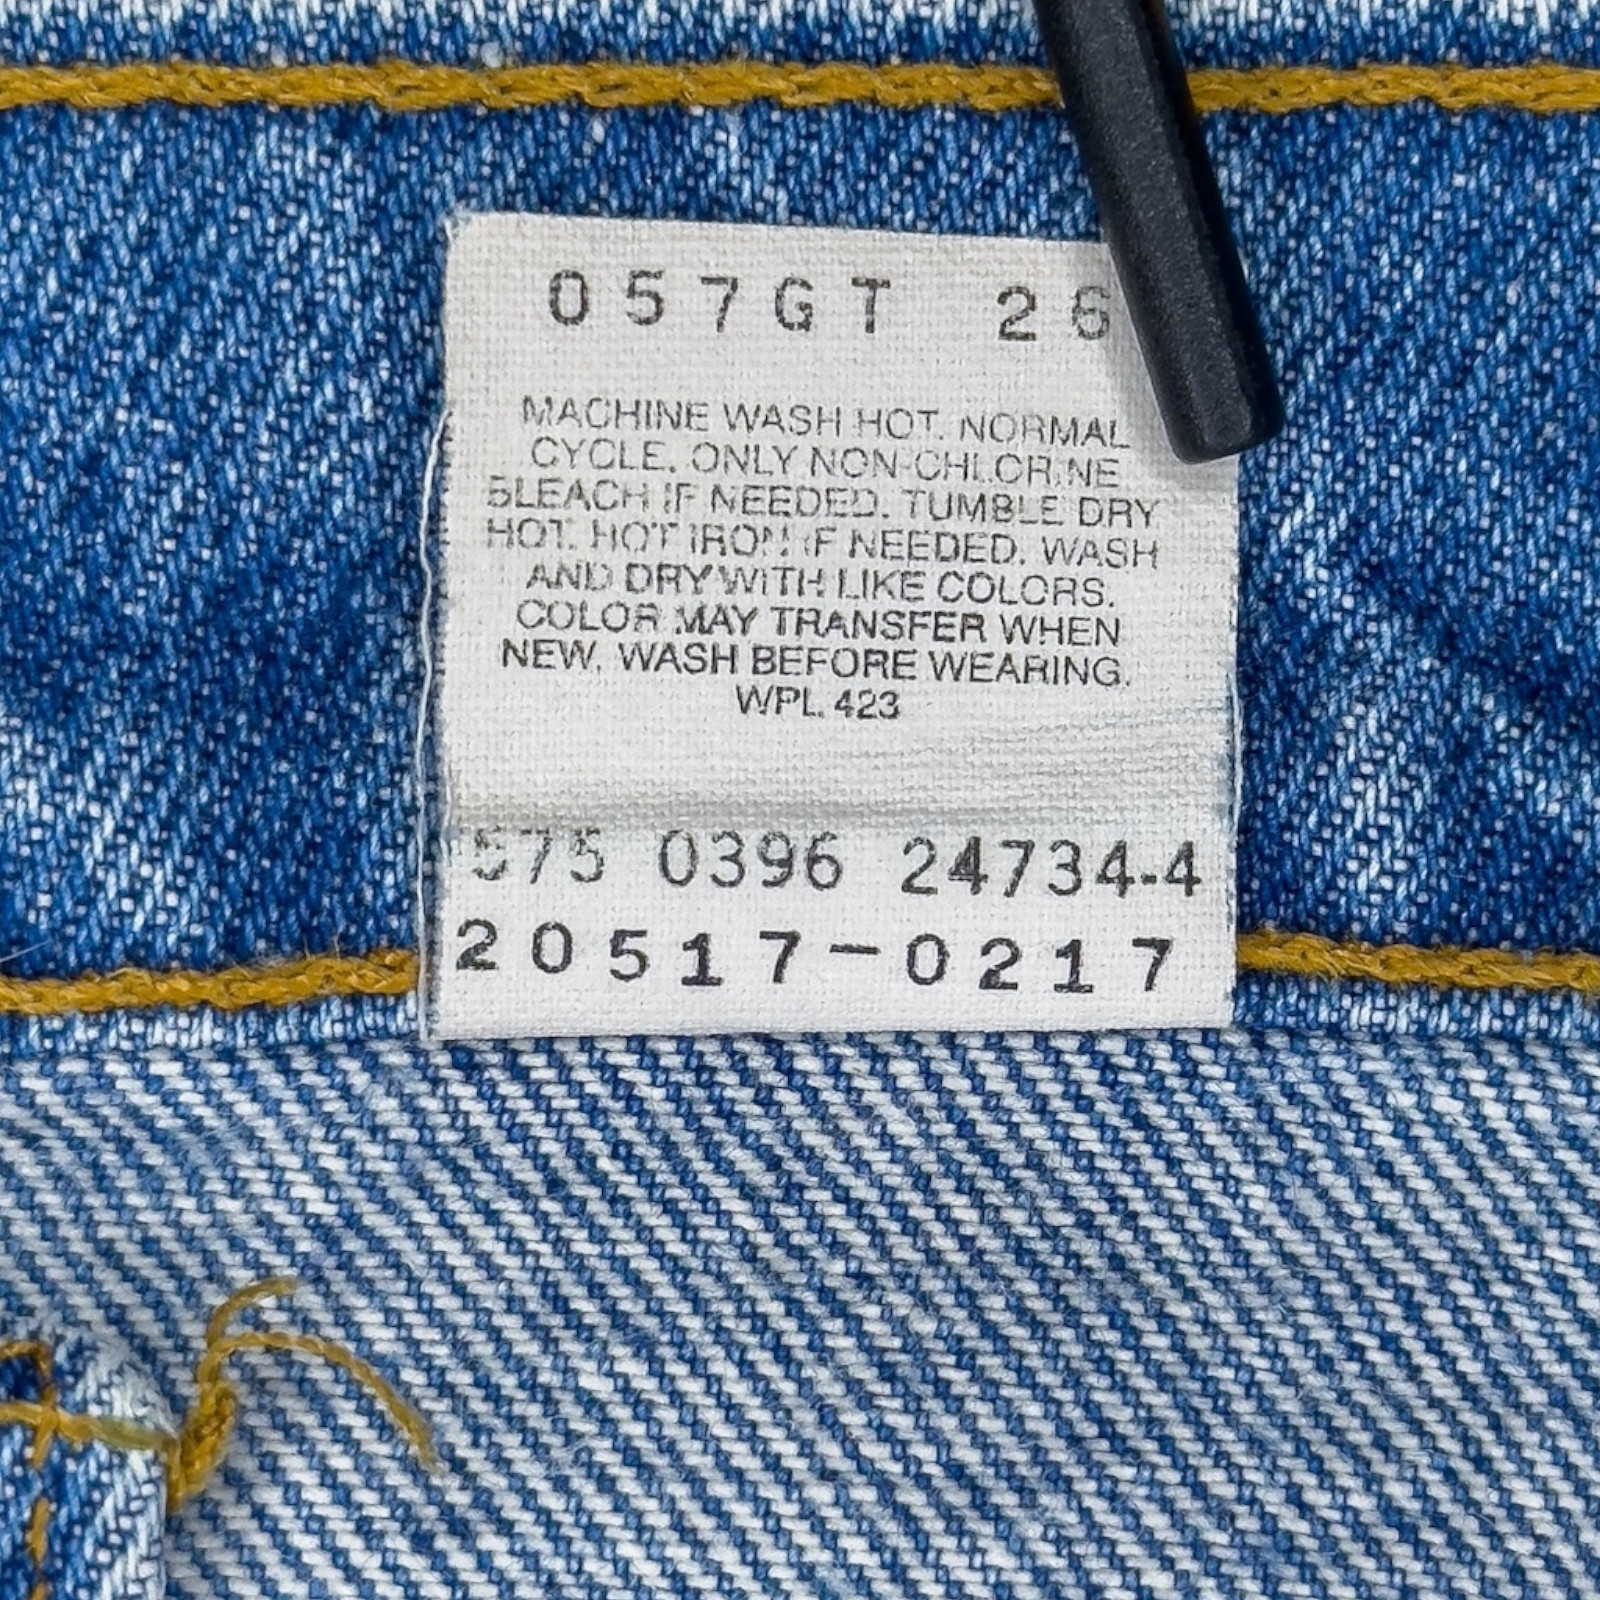 057GT 26
MACHINE WASH HOT. NORMAL
CYCLE. ONLY NON-CHLORINE
BLEACH IF NEEDED. TUMBLE DRY
HOT. HOT IRON IF NEEDED. WASH
AND DRY WITH LIKE COLORS.
COLOR MAY TRANSFER WHEN
NEW. WASH BEFORE WEARING.
WPL 423
575 0396 24734-4
20517-0217